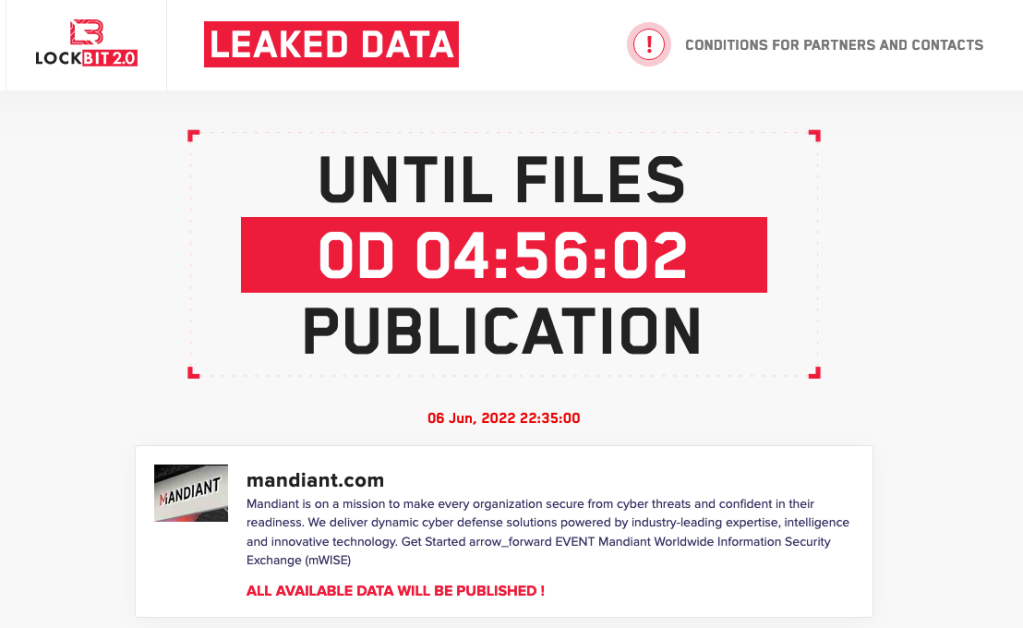 LOCKBIT 2.0
LEAKED DATA
! CONDITIONS FOR PARTNERS AND CONTACTS
UNTIL FILES
0D 04:56:02
PUBLICATION
06 Jun, 2022 22:35:00
MANDIANT
mandiant.com
Mandiant is on a mission to make every organization secure from cyber threats and confident in their
readiness. We deliver dynamic cyber defense solutions powered by industry-leading expertise, intelligence
and innovative technology. Get Started arrow_forward EVENT Mandiant Worldwide Information Security
Exchange (mWISE)
ALL AVAILABLE DATA WILL BE PUBLISHED !